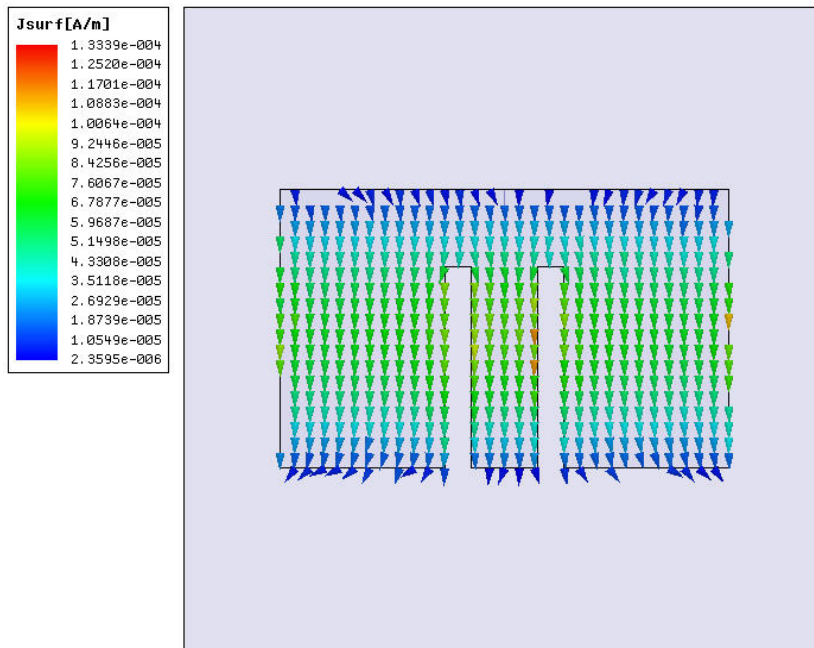 Jsurf[A/m]
1.3339e-004
1.2520e-004
1.1701e-004
1.0883e-004
1.0064e-004
9.2446e-005
8.4256e-005
7.6067e-005
6.7877e-005
5.9687e-005
5.1498e-005
4.3308e-005
3.5118e-005
2.6929e-005
1.8739e-005
1.0549e-005
2.3595e-006